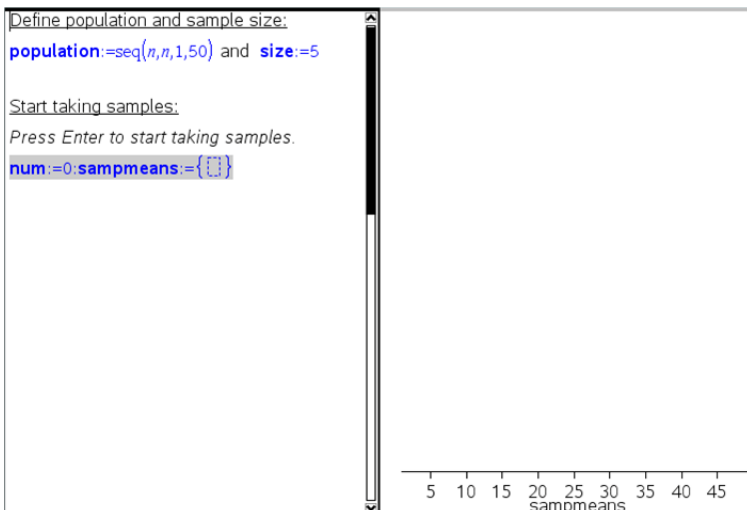 Define population and sample size:
population:=seq(n,n,1,50) and size:=5
Start taking samples:
Press Enter to start taking samples.
num:=0:sampmeans:={⬚}
5 10 15 20 25 30 35 40 45
sampmeans